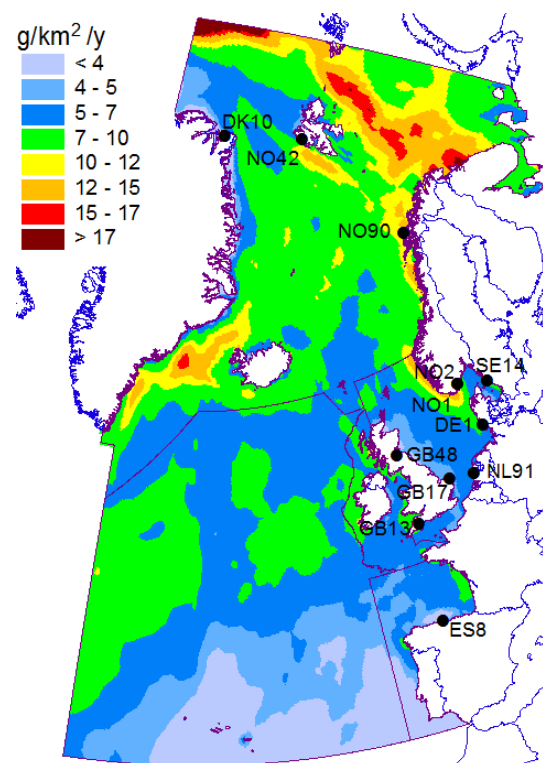 g/km² /y
< 4
4 - 5
5 - 7
7 - 10
10 - 12
12 - 15
15 - 17
> 17
DK10
NO42
NO90
NO2
SE14
NO1
DE1
GB48
NL91
GB17
GB13
ES8